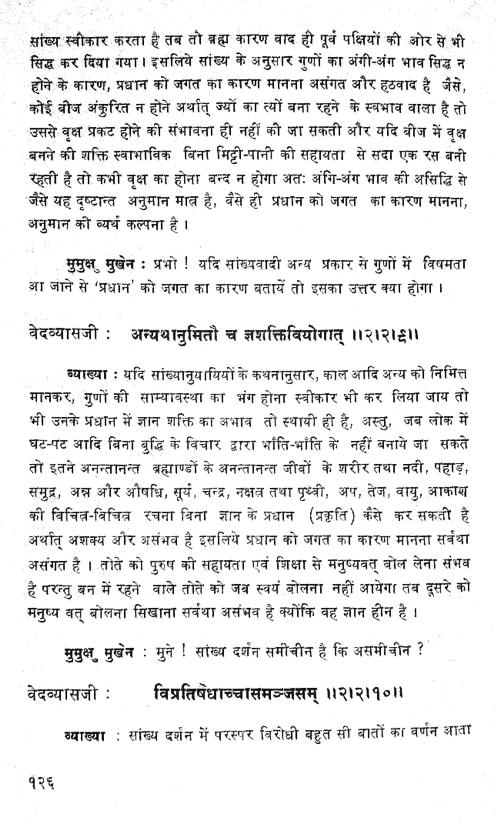 सांख्य स्वीकार करता है तब तो ब्रह्म कारण वाद ही पूर्व पक्षियों की ओर से भी
सिद्ध कर दिया गया। इसलिये सांख्य के अनुसार गुणों का अंगी-अंग भाव सिद्ध न
होने के कारण, प्रधान को जगत का कारण मानना असंगत और हठवाद है जैसे,
कोई बीज अंकुरित न होने अर्थात् ज्यों का त्यों बना रहने के स्वभाव वाला है तो
उससे वृक्ष प्रकट होने की संभावना ही नहीं की जा सकती और यदि बीज में वृक्ष
बनने की शक्ति स्वाभाविक बिना मिट्टी-पानी की सहायता से सदा एक रस बनी
रहती है तो कभी वृक्ष का होना बन्द न होगा अतः अंगि-अंग भाव की असिद्धि से
जैसे यह दृष्टान्त अनुमान मात्र है, वैसे ही प्रधान को जगत का कारण मानना,
अनुमान की व्यर्थ कल्पना है।
मुमुक्षु मुखेन : प्रभो ! यदि सांख्यवादी अन्य प्रकार से गुणों में विषमता
आ जाने से 'प्रधान' को जगत का कारण बतायें तो इसका उत्तर क्या होगा।
वेदव्यासजी : अन्यथानुमितौ च ज्ञशक्तिवियोगात् ॥२।२।९॥
व्याख्या : यदि सांख्यानुयायियों के कथनानुसार, काल आदि अन्य को निमित्त
मानकर, गुणों की साम्यावस्था का भंग होना स्वीकार भी कर लिया जाय तो
भी उनके प्रधान में ज्ञान शक्ति का अभाव तो स्थायी ही है, अस्तु, जब लोक में
घट-पट आदि बिना बुद्धि के विचार द्वारा भाँति-भाँति के नहीं बनाये जा सकते
तो इतने अनन्तानन्त ब्रह्माण्डों के अनन्तानन्त जीवों के शरीर तथा नदी, पहाड़,
समुद्र, अन्न और औषधि, सूर्य, चन्द्र, नक्षत्र तथा पृथ्वी, अप, तेज, वायु, आकाश
की विचित्र-विचित्र रचना बिना ज्ञान के प्रधान (प्रकृति) कैसे कर सकती है
अर्थात् अशक्य और असंभव है इसलिये प्रधान को जगत का कारण मानना सर्वथा
असंगत है। तोते को पुरुष की सहायता एवं शिक्षा से मनुष्यवत् बोल लेना संभव
है परन्तु बन में रहने वाले तोते को जब स्वयं बोलना नहीं आयेगा तब दूसरे को
मनुष्य वत् बोलना सिखाना सर्वथा असंभव है क्योंकि वह ज्ञान हीन है।
मुमुक्षु मुखेन : मुने ! सांख्य दर्शन समीचीन है कि असमीचीन ?
वेदव्यासजी : विप्रतिषेधाच्चासमञ्जसम् ॥२।२।१०॥
व्याख्या : सांख्य दर्शन में परस्पर विरोधी बहुत सी बातों का वर्णन आता
१२६